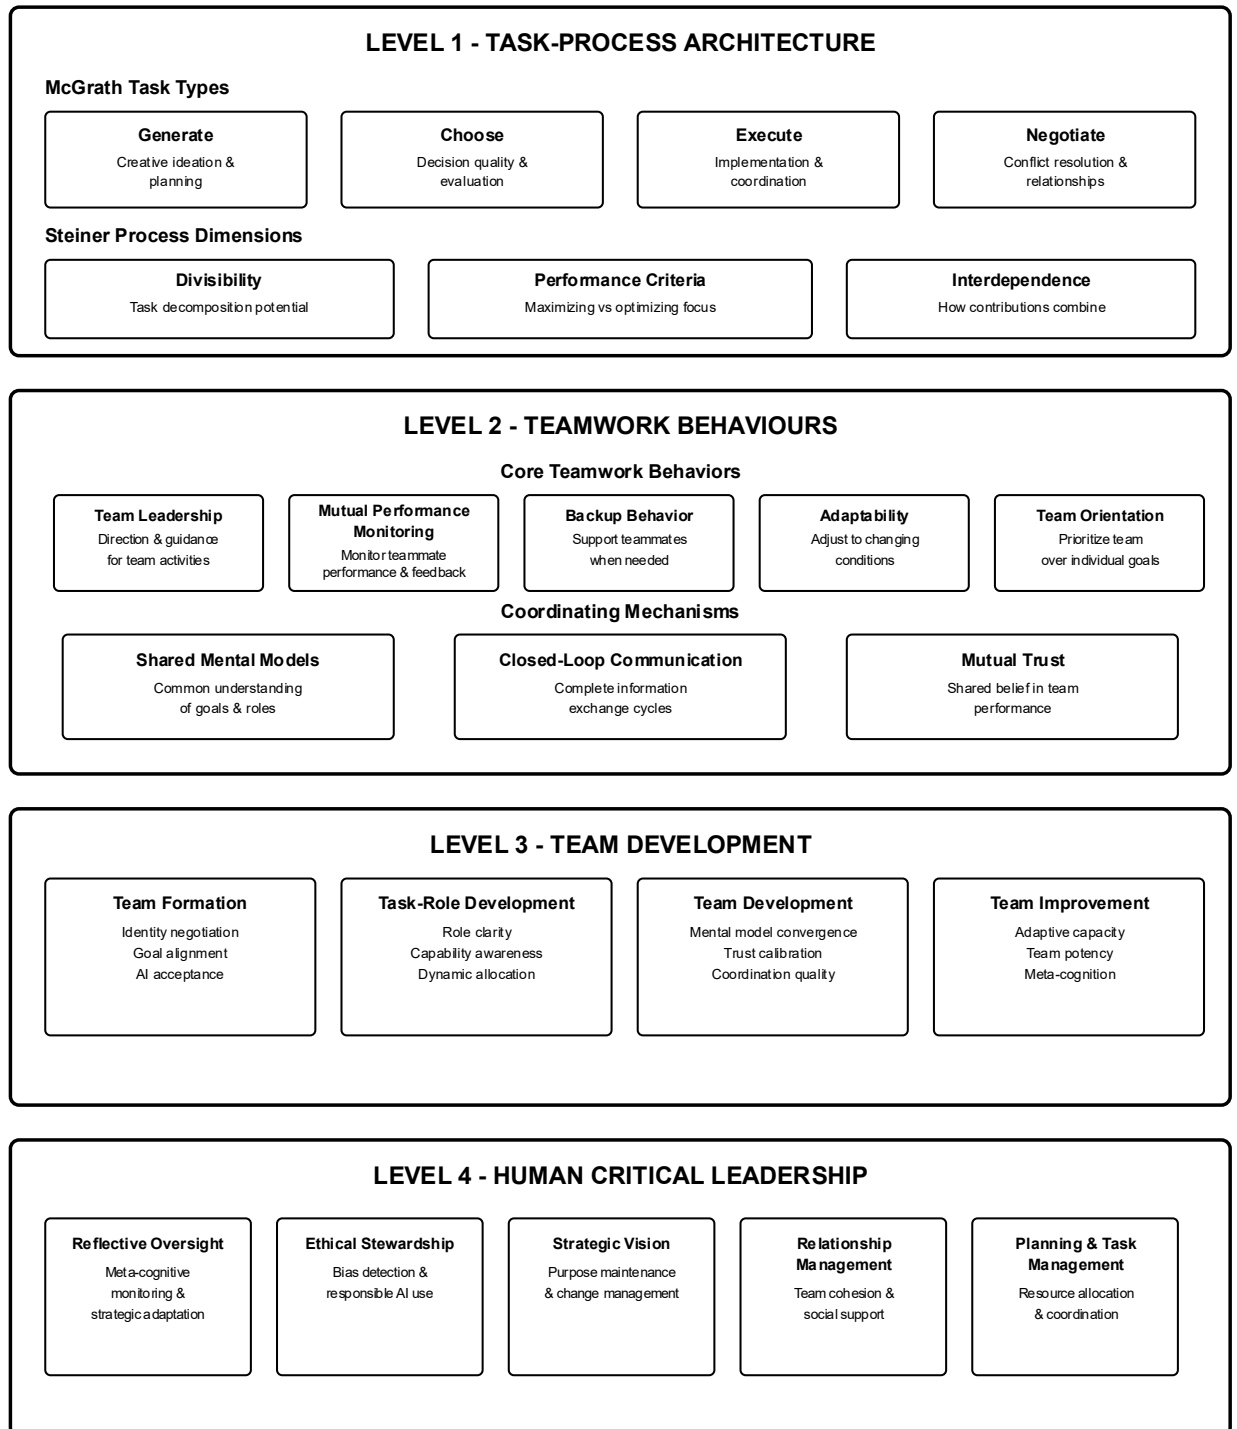 LEVEL 1 - TASK-PROCESS ARCHITECTURE
McGrath Task Types
Generate
Creative ideation &
planning
Choose
Decision quality &
evaluation
Execute
Implementation &
coordination
Negotiate
Conflict resolution &
relationships
Steiner Process Dimensions
Divisibility
Task decomposition potential
Performance Criteria
Maximizing vs optimizing focus
Interdependence
How contributions combine
LEVEL 2 - TEAMWORK BEHAVIOURS
Core Teamwork Behaviors
Team Leadership
Direction & guidance
for team activities
Mutual Performance
Monitoring
Monitor teammate
performance & feedback
Backup Behavior
Support teammates
when needed
Adaptability
Adjust to changing
conditions
Team Orientation
Prioritize team
over individual goals
Coordinating Mechanisms
Shared Mental Models
Common understanding
of goals & roles
Closed-Loop Communication
Complete information
exchange cycles
Mutual Trust
Shared belief in team
performance
LEVEL 3 - TEAM DEVELOPMENT
Team Formation
Identity negotiation
Goal alignment
AI acceptance
Task-Role Development
Role clarity
Capability awareness
Dynamic allocation
Team Development
Mental model convergence
Trust calibration
Coordination quality
Team Improvement
Adaptive capacity
Team potency
Meta-cognition
LEVEL 4 - HUMAN CRITICAL LEADERSHIP
Reflective Oversight
Meta-cognitive
monitoring &
strategic adaptation
Ethical Stewardship
Bias detection &
responsible AI use
Strategic Vision
Purpose maintenance
& change management
Relationship
Management
Team cohesion &
social support
Planning & Task
Management
Resource allocation
& coordination